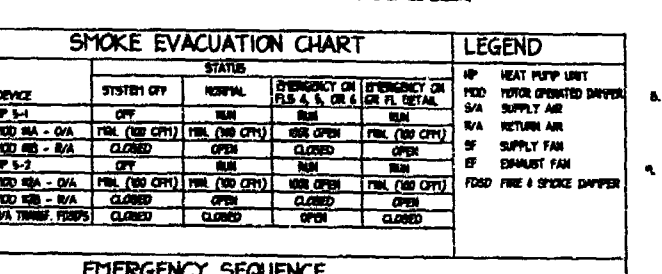 SMOKE EVACUATION CHART
STATUS
DEVICE SYSTEM OFF NORMAL EMERGENCY ON FLS 4, 5, OR 6 EMERGENCY ON GR FL DETAIL
5-1 OFF RUN RUN RUN
- O/A MIN. (100 CFM) MIN. (100 CFM) 100% OPEN MIN. (100 CFM)
- R/A CLOSED OPEN CLOSED OPEN
5-2 OFF RUN RUN RUN
- O/A MIN. (100 CFM) MIN. (100 CFM) 100% OPEN MIN. (100 CFM)
- R/A CLOSED OPEN CLOSED OPEN
TRANSF. CLOSED CLOSED OPEN CLOSED
LEGEND
HP HEAT PUMP UNIT
MOD MOTOR OPERATED DAMPER
S/A SUPPLY AIR
R/A RETURN AIR
SF SUPPLY FAN
EF EXHAUST FAN
FDSD FIRE & SMOKE DAMPER
8.
9.
EMERGENCY SEQUENCE